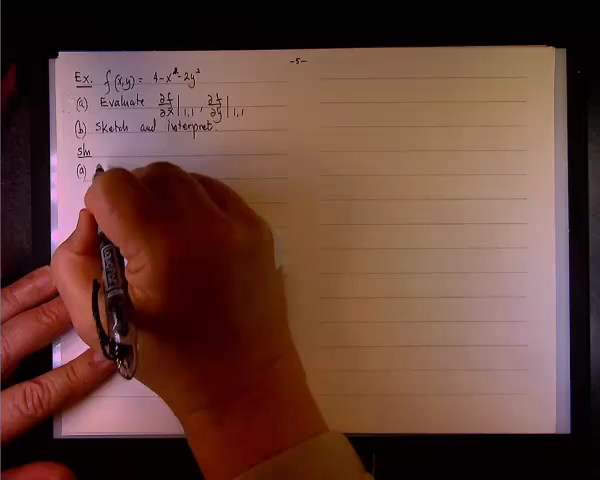 -5-
Ex. f(x,y) = 4-x²-2y²
(a) Evaluate ∂f/∂x|1,1 , ∂f/∂y|1,1
(b) Sketch and interpret.
Sln
(a)